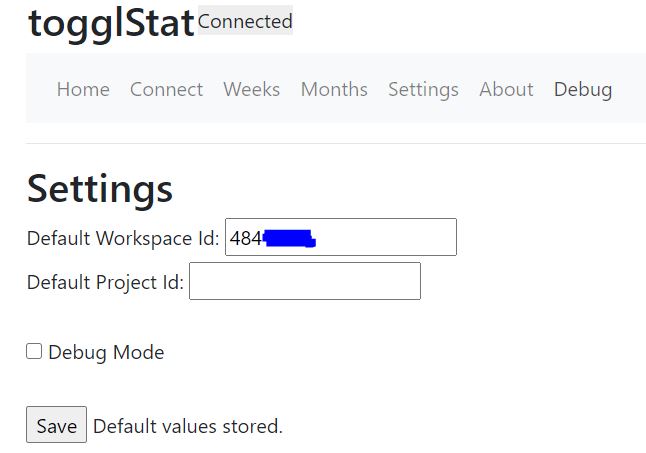 togglStat Connected
Home Connect Weeks Months Settings About Debug
Settings
Default Workspace Id: 484
Default Project Id:
Debug Mode
Save Default values stored.